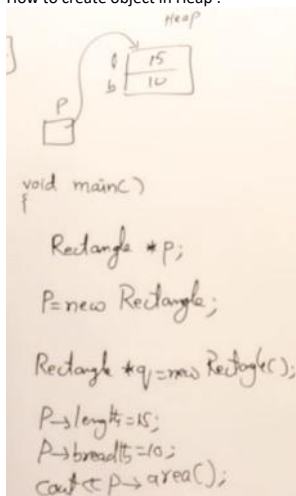 How to create object in Heap ?
Heap
l 15
b 10
P
void main()
{
Rectangle *p;
P=new Rectangle;
Rectangle *q=new Rectangle();
P→length=15;
P→breadth=10;
cout<< P→area();